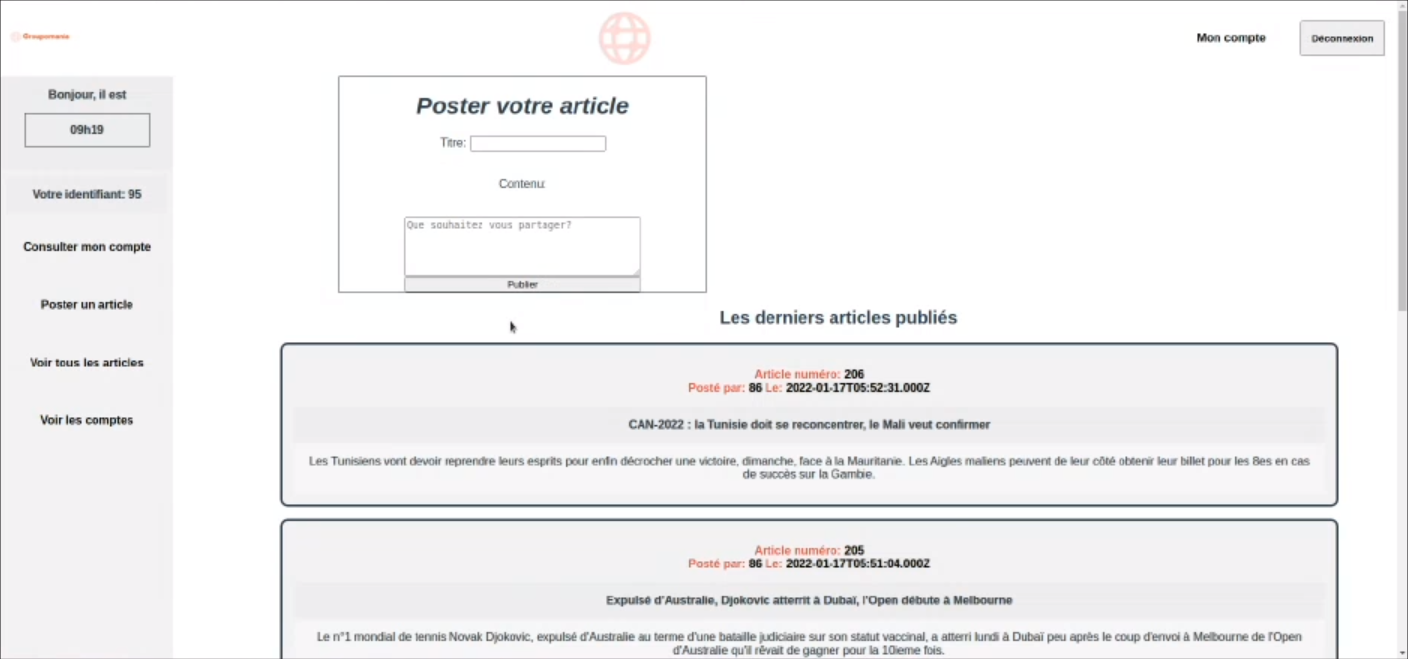 Groupomania
Mon compte
Déconnexion
Bonjour, il est
09h19
Votre identifiant: 95
Consulter mon compte
Poster un article
Voir tous les articles
Voir les comptes
Poster votre article
Titre:
Contenu:
Que souhaitez vous partager?
Publier
Les derniers articles publiés
Article numéro: 206
Posté par: 86 Le: 2022-01-17T05:52:31.000Z
CAN-2022 : la Tunisie doit se reconcentrer, le Mali veut confirmer
Les Tunisiens vont devoir reprendre leurs esprits pour enfin décrocher une victoire, dimanche, face à la Mauritanie. Les Aigles maliens peuvent de leur côté obtenir leur billet pour les 8es en cas
de succès sur la Gambie.
Article numéro: 205
Posté par: 86 Le: 2022-01-17T05:51:04.000Z
Expulsé d'Australie, Djokovic atterrit à Dubaï, l'Open débute à Melbourne
Le n°1 mondial de tennis Novak Djokovic, expulsé d'Australie au terme d'une bataille judiciaire sur son statut vaccinal, a atterri lundi à Dubaï peu après le coup d'envoi à Melbourne de l'Open
d'Australie qu'il rêvait de gagner pour la 10ieme fois.